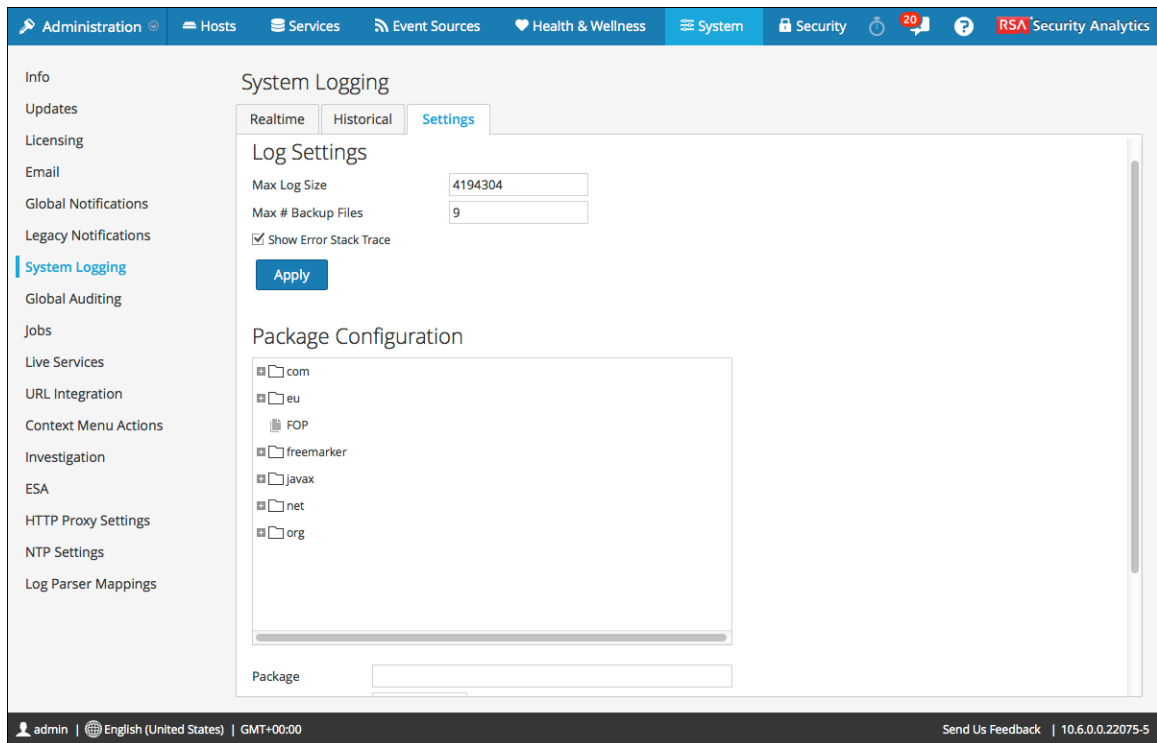 Administration Hosts Services Event Sources Health & Wellness System Security 20 ? RSA Security Analytics
Info
Updates
Licensing
Email
Global Notifications
Legacy Notifications
System Logging
Global Auditing
Jobs
Live Services
URL Integration
Context Menu Actions
Investigation
ESA
HTTP Proxy Settings
NTP Settings
Log Parser Mappings
System Logging
Realtime Historical Settings
Log Settings
Max Log Size 4194304
Max # Backup Files 9
Show Error Stack Trace
Apply
Package Configuration
com
eu
FOP
freemarker
javax
net
org
Package
admin | English (United States) | GMT+00:00 Send Us Feedback | 10.6.0.0.22075-5